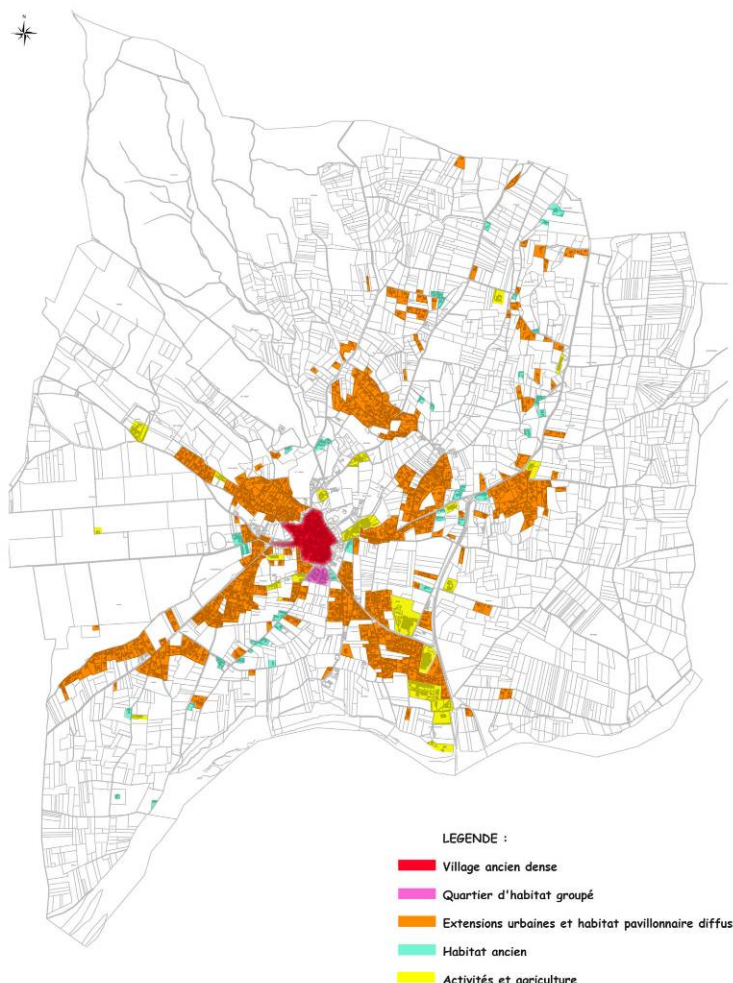 N
LEGENDE :
Village ancien dense
Quartier d'habitat groupé
Extensions urbaines et habitat pavillonnaire diffus
Habitat ancien
Activités et agriculture